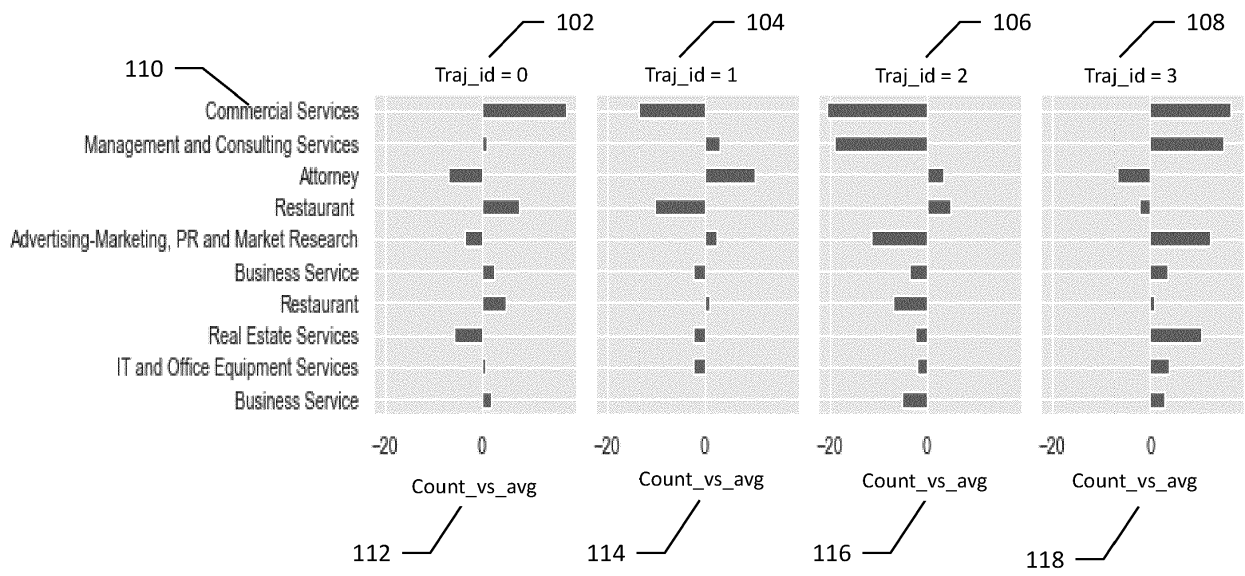 102 104 106 108
110 Traj_id = 0 Traj_id = 1 Traj_id = 2 Traj_id = 3
Commercial Services
Management and Consulting Services
Attorney
Restaurant
Advertising-Marketing, PR and Market Research
Business Service
Restaurant
Real Estate Services
IT and Office Equipment Services
Business Service
−20 0 −20 0 −20 0 −20 0
Count_vs_avg Count_vs_avg Count_vs_avg Count_vs_avg
112 114 116 118